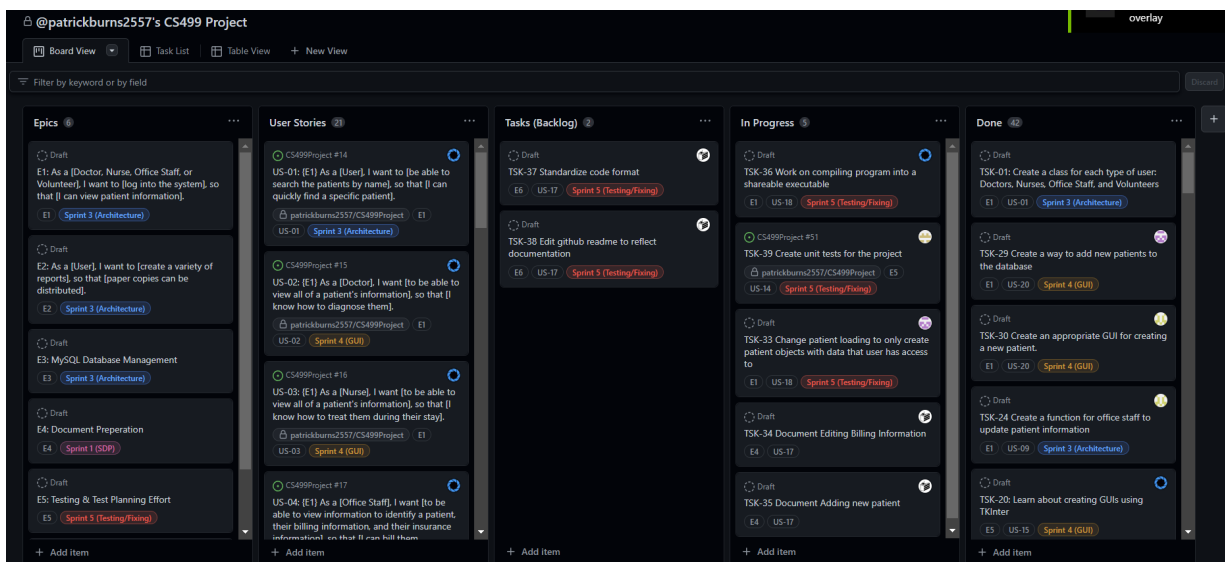 @patrickburns2557's CS499 Project
overlay
Board View
Task List
Table View
+ New View
Filter by keyword or by field
Discard
Epics 6
Draft
E1: As a [Doctor, Nurse, Office Staff, or
Volunteer], I want to [log into the system], so
that [I can view patient information].
E1 Sprint 3 (Architecture)
Draft
E2: As a [User], I want to [create a variety of
reports], so that [paper copies can be
distributed].
E2 Sprint 3 (Architecture)
Draft
E3: MySQL Database Management
E3 Sprint 3 (Architecture)
Draft
E4: Document Preperation
E4 Sprint 1 (SDP)
Draft
E5: Testing & Test Planning Effort
E5 Sprint 5 (Testing/Fixing)
+ Add item
User Stories 21
CS499Project #14
US-01: {E1} As a [User], I want to [be able to
search the patients by name], so that [I can
quickly find a specific patient].
patrickburns2557/CS499Project E1
US-01 Sprint 3 (Architecture)
CS499Project #15
US-02: {E1} As a [Doctor], I want [to be able to
view all of a patient's information], so that [I
know how to diagnose them].
patrickburns2557/CS499Project E1
US-02 Sprint 4 (GUI)
CS499Project #16
US-03: {E1} As a [Nurse], I want [to be able to
view all of a patient's information], so that [I
know how to treat them during their stay].
patrickburns2557/CS499Project E1
US-03 Sprint 4 (GUI)
CS499Project #17
US-04: {E1} As a [Office Staff], I want [to be
able to view information to identify a patient,
their billing information, and their insurance
information], so that [I can bill them
+ Add item
Tasks (Backlog) 2
Draft
TSK-37 Standardize code format
E6 US-17 Sprint 5 (Testing/Fixing)
Draft
TSK-38 Edit github readme to reflect
documentation
E6 US-17 Sprint 5 (Testing/Fixing)
+ Add item
In Progress 5
Draft
TSK-36 Work on compiling program into a
shareable executable
E1 US-18 Sprint 5 (Testing/Fixing)
CS499Project #51
TSK-39 Create unit tests for the project
patrickburns2557/CS499Project E5
US-14 Sprint 5 (Testing/Fixing)
Draft
TSK-33 Change patient loading to only create
patient objects with data that user has access
to
E1 US-18 Sprint 5 (Testing/Fixing)
Draft
TSK-34 Document Editing Billing Information
E4 US-17
Draft
TSK-35 Document Adding new patient
E4 US-17
+ Add item
Done 42
Draft
TSK-01: Create a class for each type of user:
Doctors, Nurses, Office Staff, and Volunteers
E1 US-01 Sprint 3 (Architecture)
Draft
TSK-29 Create a way to add new patients to
the database
E1 US-20 Sprint 4 (GUI)
Draft
TSK-30 Create an appropriate GUI for creating
a new patient.
E1 US-20 Sprint 4 (GUI)
Draft
TSK-24 Create a function for office staff to
update patient information
E1 US-09 Sprint 3 (Architecture)
Draft
TSK-20: Learn about creating GUIs using
TKInter
E5 US-15 Sprint 4 (GUI)
+ Add item